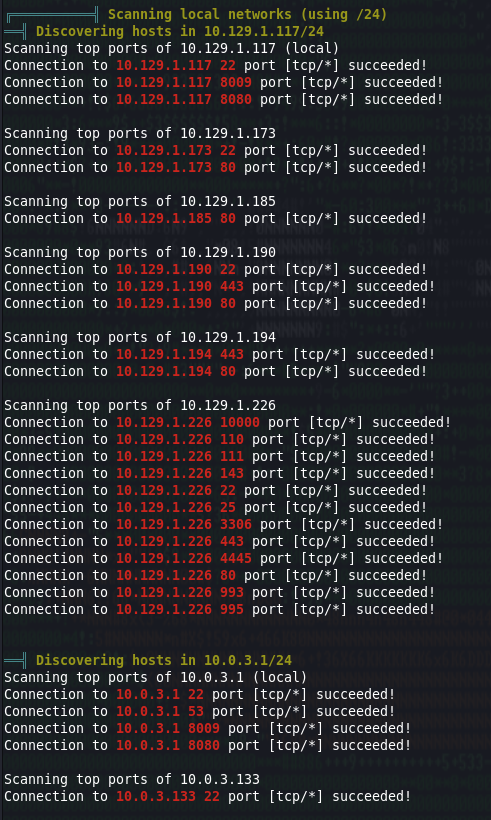 ╔══════════╣ Scanning local networks (using /24)
══╣ Discovering hosts in 10.129.1.117/24
Scanning top ports of 10.129.1.117 (local)
Connection to 10.129.1.117 22 port [tcp/*] succeeded!
Connection to 10.129.1.117 8009 port [tcp/*] succeeded!
Connection to 10.129.1.117 8080 port [tcp/*] succeeded!
Scanning top ports of 10.129.1.173
Connection to 10.129.1.173 22 port [tcp/*] succeeded!
Connection to 10.129.1.173 80 port [tcp/*] succeeded!
Scanning top ports of 10.129.1.185
Connection to 10.129.1.185 80 port [tcp/*] succeeded!
Scanning top ports of 10.129.1.190
Connection to 10.129.1.190 22 port [tcp/*] succeeded!
Connection to 10.129.1.190 443 port [tcp/*] succeeded!
Connection to 10.129.1.190 80 port [tcp/*] succeeded!
Scanning top ports of 10.129.1.194
Connection to 10.129.1.194 443 port [tcp/*] succeeded!
Connection to 10.129.1.194 80 port [tcp/*] succeeded!
Scanning top ports of 10.129.1.226
Connection to 10.129.1.226 10000 port [tcp/*] succeeded!
Connection to 10.129.1.226 110 port [tcp/*] succeeded!
Connection to 10.129.1.226 111 port [tcp/*] succeeded!
Connection to 10.129.1.226 143 port [tcp/*] succeeded!
Connection to 10.129.1.226 22 port [tcp/*] succeeded!
Connection to 10.129.1.226 25 port [tcp/*] succeeded!
Connection to 10.129.1.226 3306 port [tcp/*] succeeded!
Connection to 10.129.1.226 443 port [tcp/*] succeeded!
Connection to 10.129.1.226 4445 port [tcp/*] succeeded!
Connection to 10.129.1.226 80 port [tcp/*] succeeded!
Connection to 10.129.1.226 993 port [tcp/*] succeeded!
Connection to 10.129.1.226 995 port [tcp/*] succeeded!
══╣ Discovering hosts in 10.0.3.1/24
Scanning top ports of 10.0.3.1 (local)
Connection to 10.0.3.1 22 port [tcp/*] succeeded!
Connection to 10.0.3.1 53 port [tcp/*] succeeded!
Connection to 10.0.3.1 8009 port [tcp/*] succeeded!
Connection to 10.0.3.1 8080 port [tcp/*] succeeded!
Scanning top ports of 10.0.3.133
Connection to 10.0.3.133 22 port [tcp/*] succeeded!